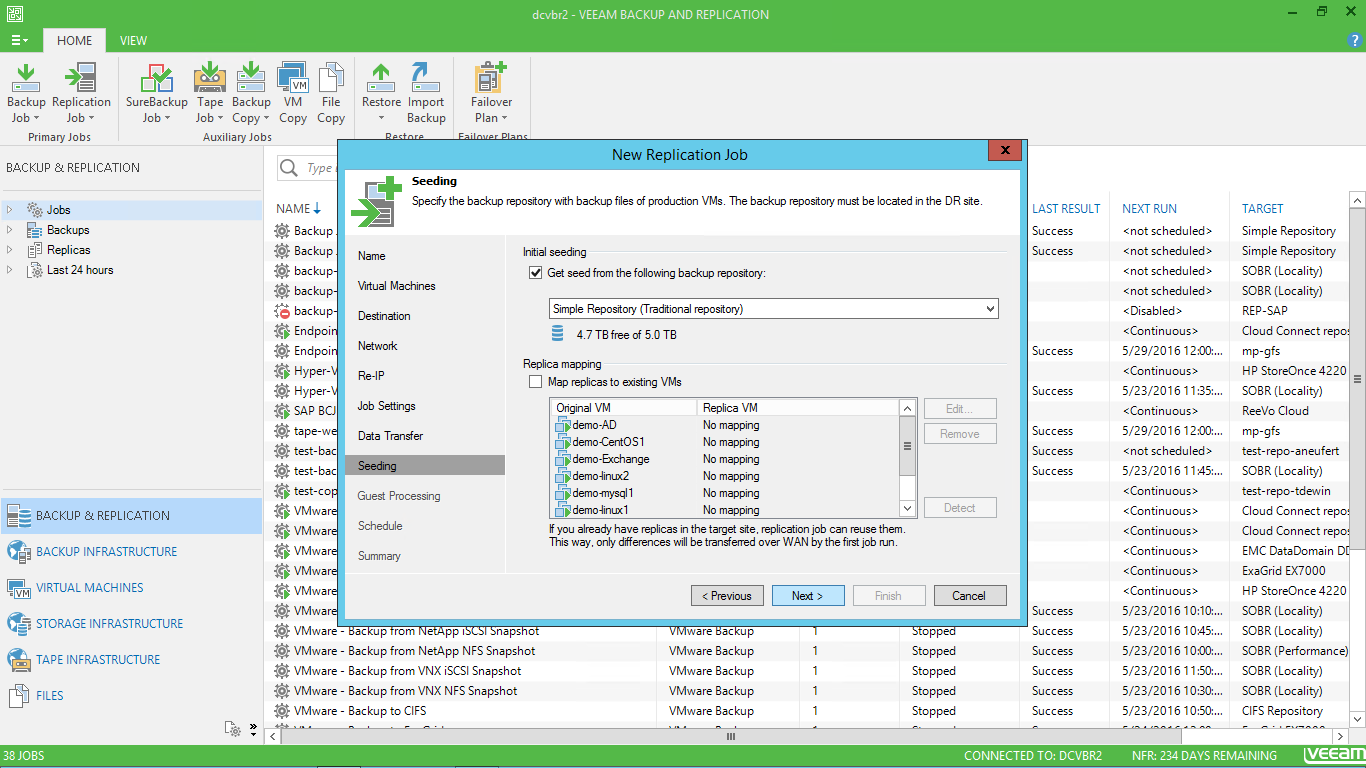 dcvbr2 - VEEAM BACKUP AND REPLICATION
HOME VIEW
Backup Job
Replication Job
SureBackup Job
Tape Job
Backup Copy
VM Copy
File Copy
Restore
Import Backup
Failover Plan
Primary Jobs
Auxiliary Jobs
Restore
Failover Plans
BACKUP & REPLICATION
Jobs
Backups
Replicas
Last 24 hours
BACKUP & REPLICATION
BACKUP INFRASTRUCTURE
VIRTUAL MACHINES
STORAGE INFRASTRUCTURE
TAPE INFRASTRUCTURE
FILES
New Replication Job
x
Seeding
Specify the backup repository with backup files of production VMs. The backup repository must be located in the DR site.
Name
Virtual Machines
Destination
Network
Re-IP
Job Settings
Data Transfer
Seeding
Guest Processing
Schedule
Summary
Initial seeding
Get seed from the following backup repository:
Simple Repository (Traditional repository)
4.7 TB free of 5.0 TB
Replica mapping
Map replicas to existing VMs
Original VM Replica VM
demo-AD No mapping
demo-CentOS1 No mapping
demo-Exchange No mapping
demo-linux2 No mapping
demo-mysql1 No mapping
demo-linux1 No mapping
Edit...
Remove
Detect
If you already have replicas in the target site, replication job can reuse them.
This way, only differences will be transferred over WAN by the first job run.
< Previous Next > Finish Cancel
Type
NAME LAST RESULT NEXT RUN TARGET
Backup Success <not scheduled> Simple Repository
Backup Success <not scheduled> Simple Repository
backup- <not scheduled> SOBR (Locality)
backup- <not scheduled> SOBR (Locality)
backup- <Disabled> REP-SAP
Endpoin <Continuous> Cloud Connect repos
Endpoin Success 5/29/2016 12:00:... mp-gfs
Hyper-V <Continuous> HP StoreOnce 4220
Hyper-V Success 5/23/2016 11:35:... SOBR (Locality)
SAP BCJ <Continuous> ReeVo Cloud
tape-we Success <Continuous> mp-gfs
test-bac Success <not scheduled> test-repo-aneufert
test-bac Success 5/23/2016 11:45:... SOBR (Locality)
test-cop <Continuous> test-repo-tdewin
VMware <Continuous> Cloud Connect repos
VMware <Continuous> Cloud Connect repos
VMware <Continuous> EMC DataDomain DD
VMware <Continuous> ExaGrid EX7000
VMware <Continuous> HP StoreOnce 4220
VMware Success 5/23/2016 10:10:... SOBR (Locality)
VMware - Backup from NetApp iSCSI Snapshot VMware Backup 1 Stopped Success 5/23/2016 10:45:... SOBR (Locality)
VMware - Backup from NetApp NFS Snapshot VMware Backup 1 Stopped Success 5/23/2016 10:00:... SOBR (Performance)
VMware - Backup from VNX iSCSI Snapshot VMware Backup 1 Stopped Success 5/23/2016 11:50:... SOBR (Locality)
VMware - Backup from VNX NFS Snapshot VMware Backup 1 Stopped Success 5/23/2016 10:30:... SOBR (Locality)
VMware - Backup to CIFS VMware Backup 1 Stopped Success 5/23/2016 10:50:... CIFS Repository
38 JOBS CONNECTED TO: DCVBR2 NFR: 234 DAYS REMAINING veeam